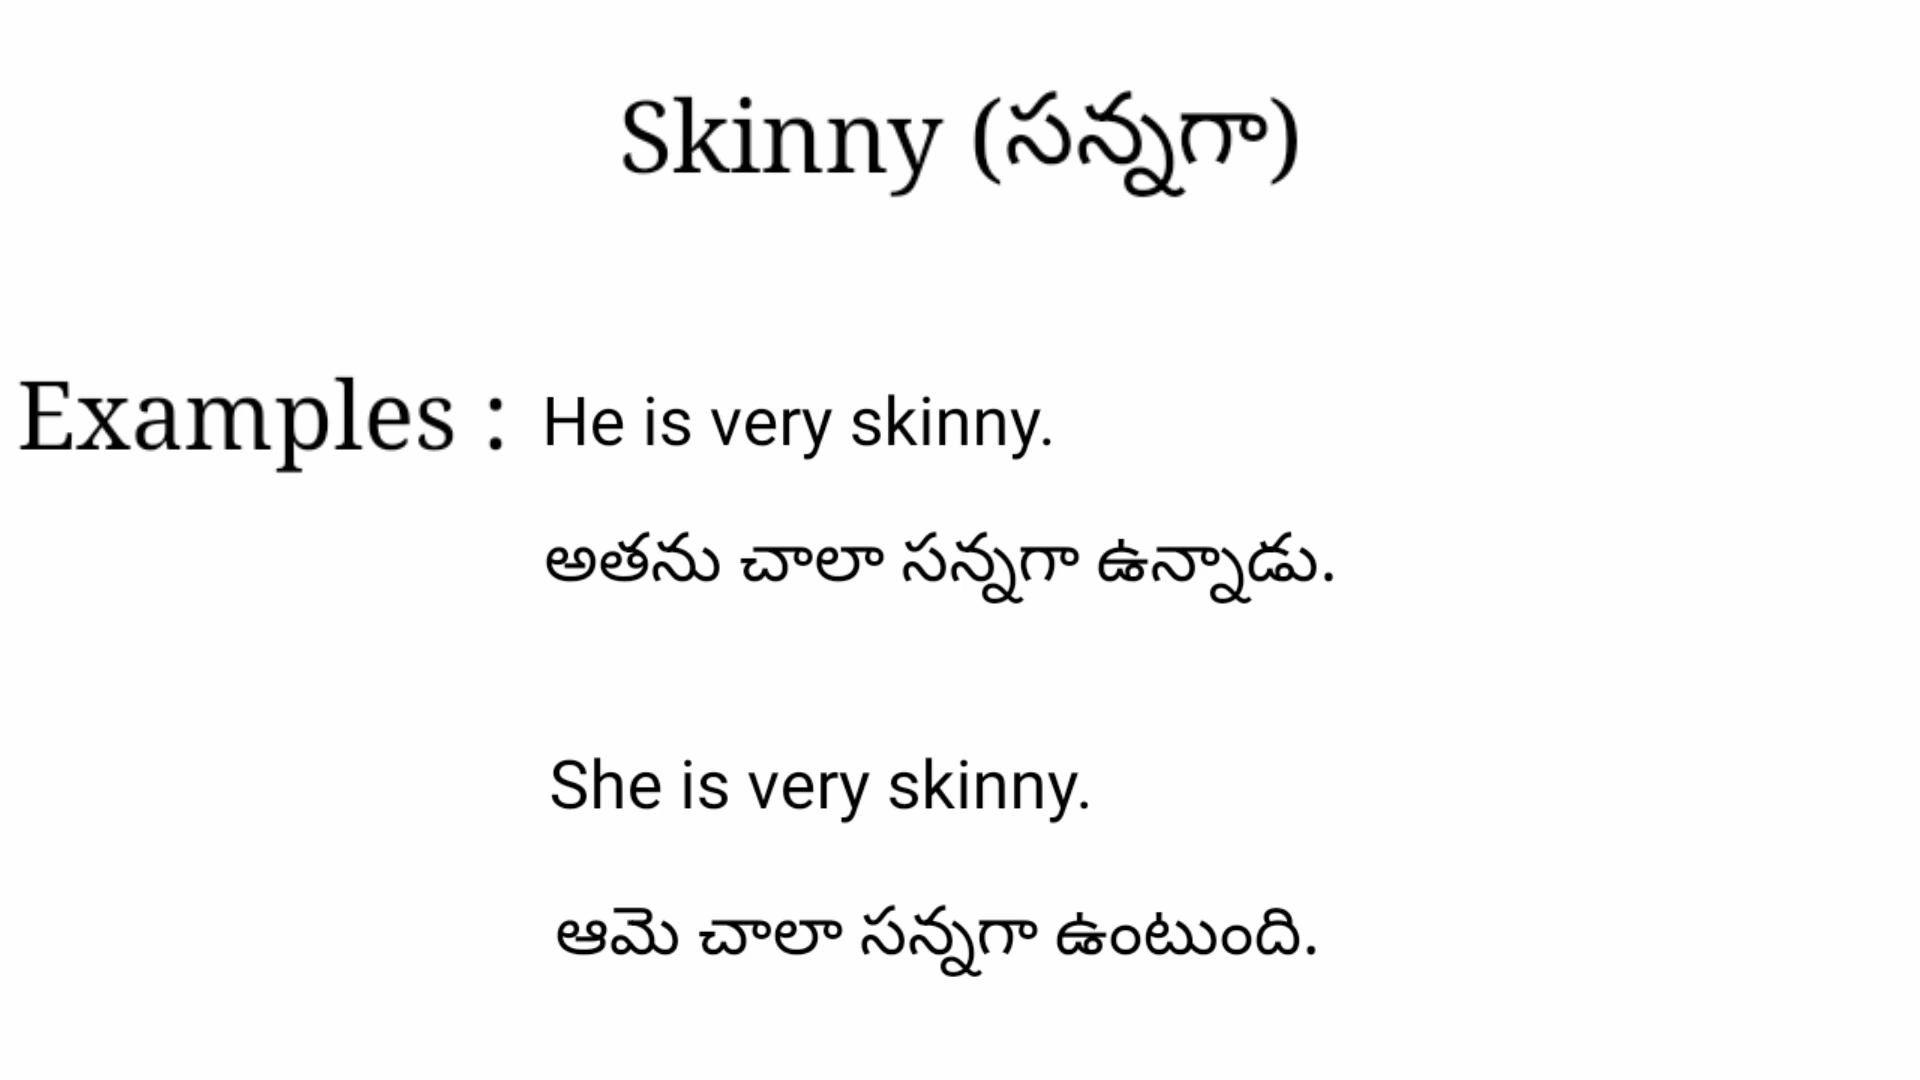 Skinny (సన్నగా)
Examples : He is very skinny.
అతను చాలా సన్నగా ఉన్నాడు.
She is very skinny.
ఆమె చాలా సన్నగా ఉంటుంది.